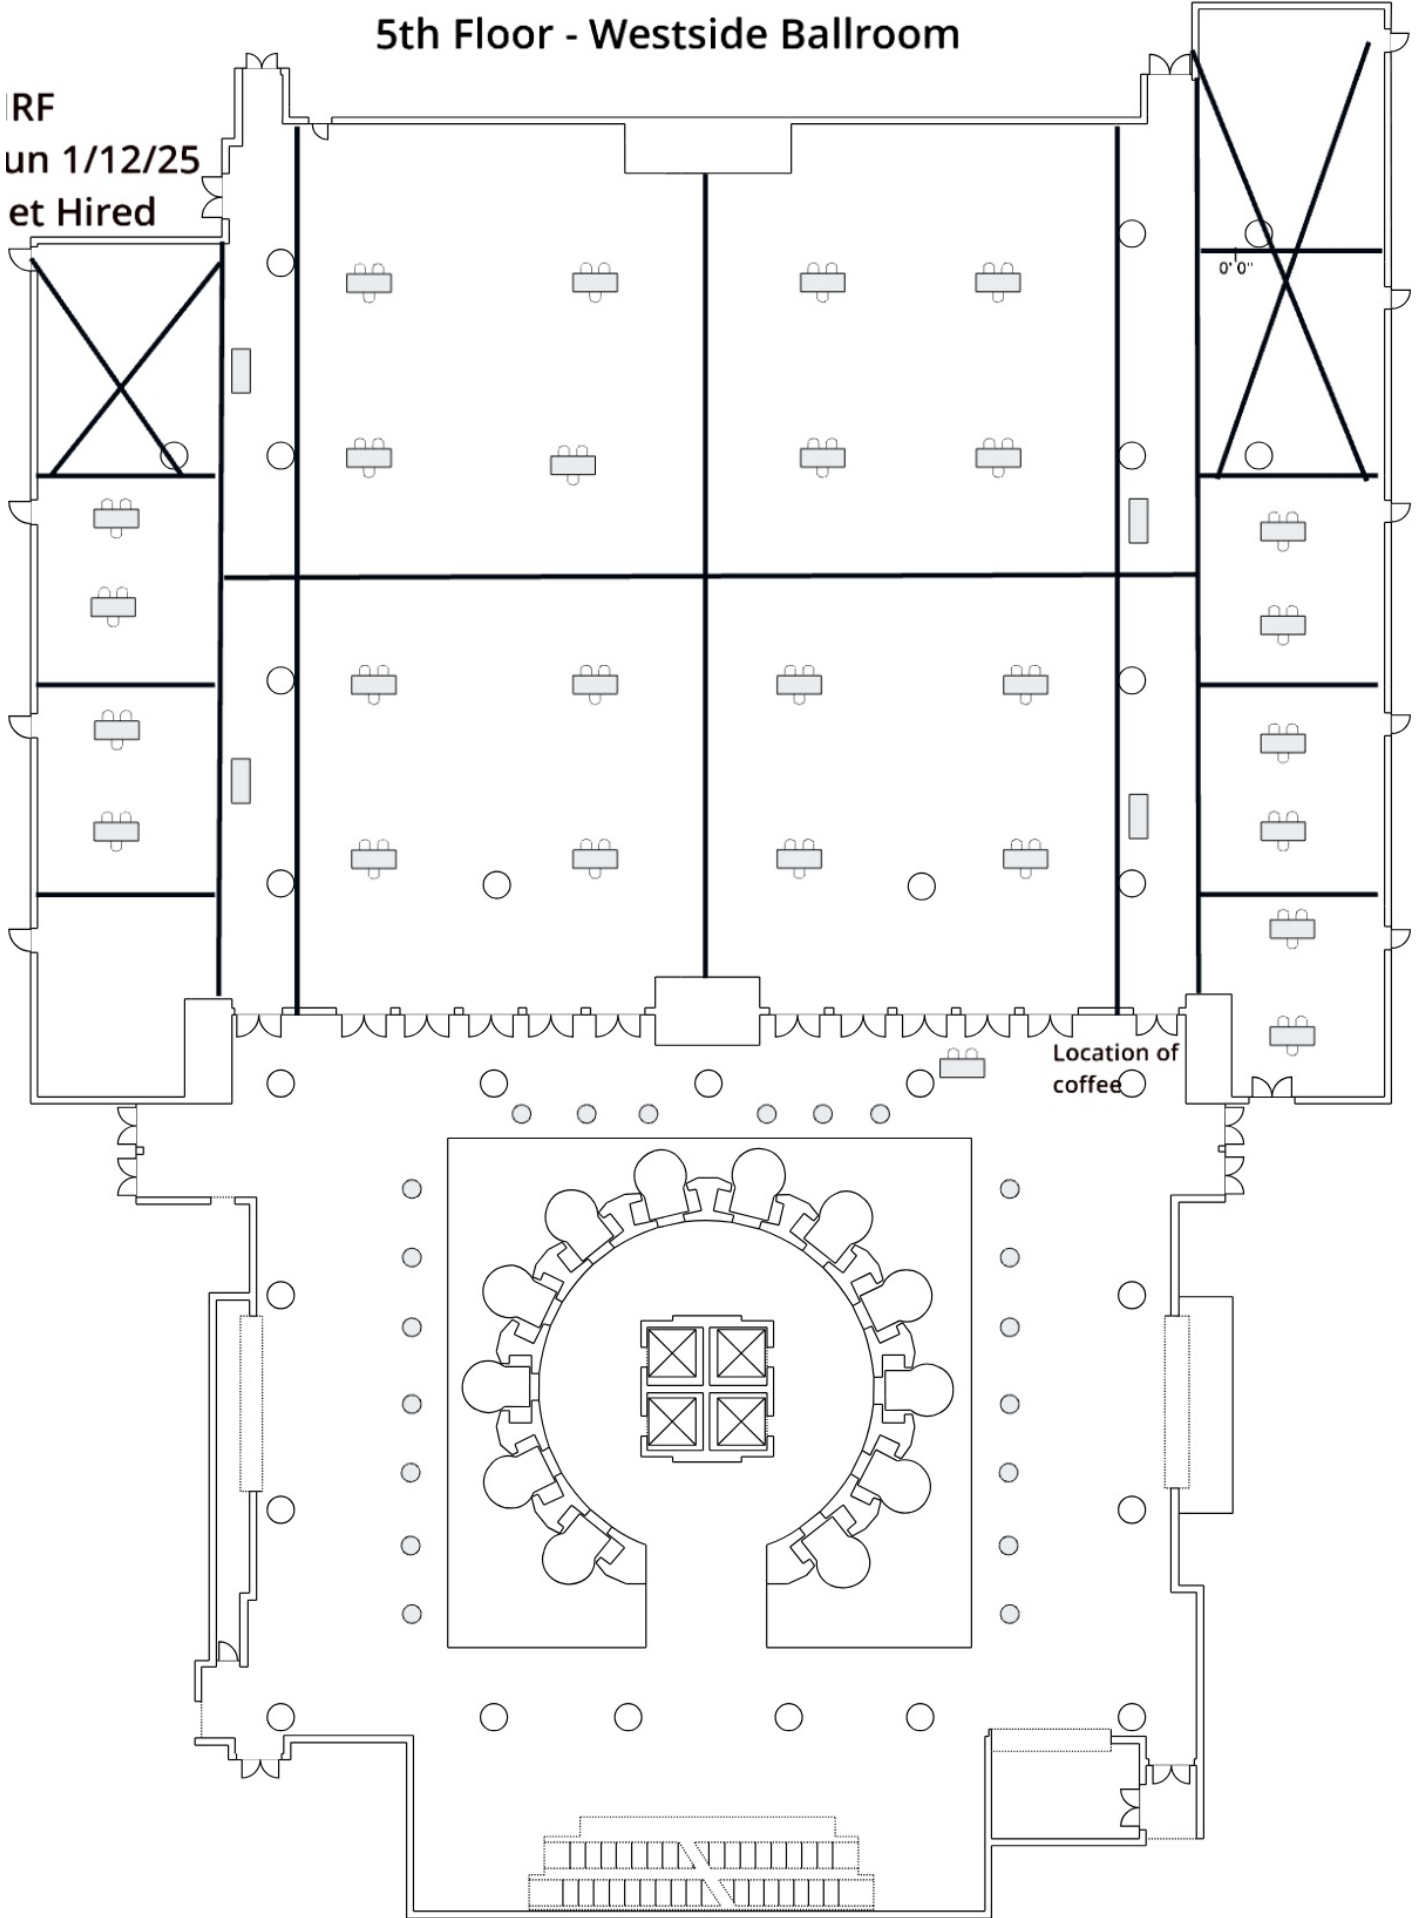 5th Floor - Westside Ballroom
RF
un 1/12/25
et Hired
0' 0"
Location of
coffee